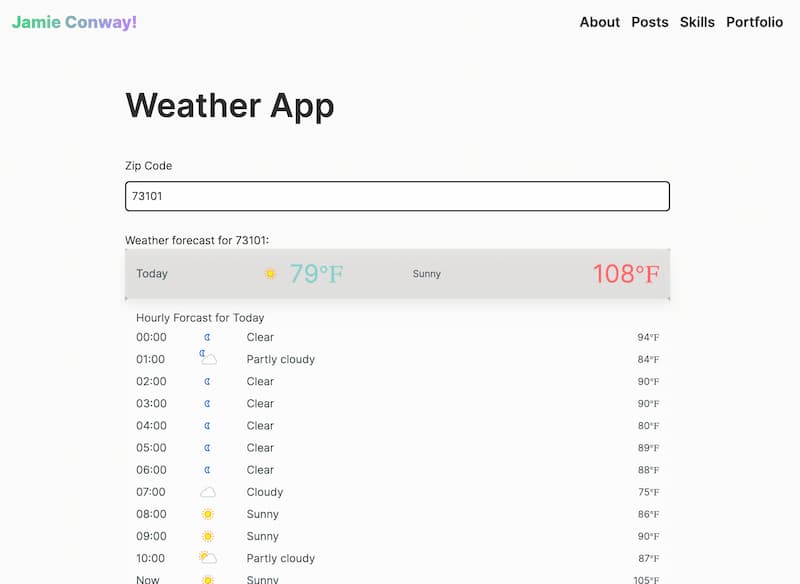 Jamie Conway!
About Posts Skills Portfolio
Weather App
Zip Code
73101
Weather forecast for 73101:
Today 79°F Sunny 108°F
Hourly Forcast for Today
00:00 Clear 94°F
01:00 Partly cloudy 84°F
02:00 Clear 90°F
03:00 Clear 90°F
04:00 Clear 80°F
05:00 Clear 89°F
06:00 Clear 88°F
07:00 Cloudy 75°F
08:00 Sunny 86°F
09:00 Sunny 90°F
10:00 Partly cloudy 87°F
Now Sunny 105°F